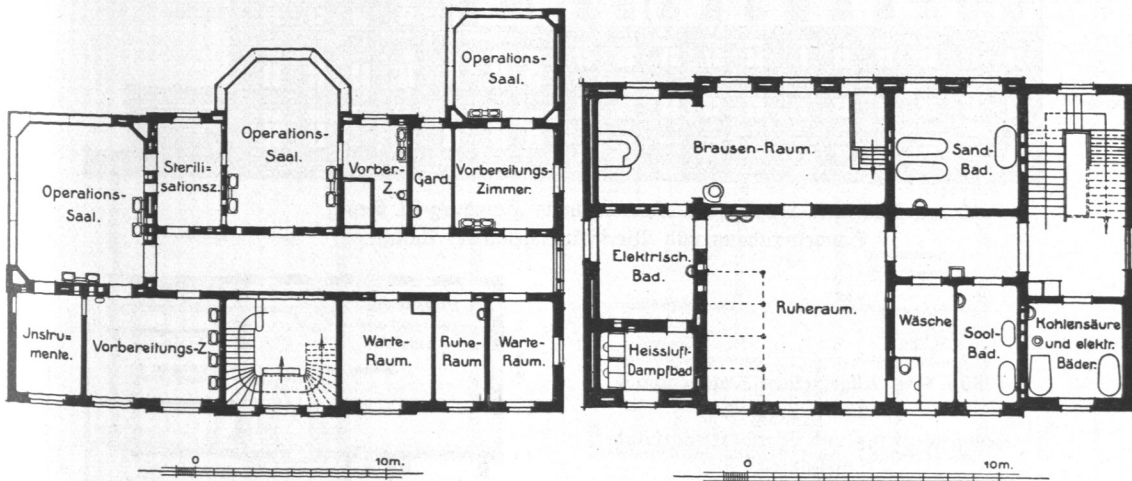 Operations-
Saal.
Operations-
Saal.
Sterili=
sationsz.
Operations-
Saal.
Vorber.-
Z.
Gard.
Vorbereitungs-
Zimmer.
Jnstru=
mente.
Vorbereitungs-Z.
Warte-
Raum.
Ruhe-
Raum
Warte-
Raum.
0
10m.
Brausen-Raum.
Sand-
Bad.
Elektrisch.
Bad.
Ruheraum.
Heissluft-
Dampfbad
Wäsche
Sool-
Bad.
Kohlensäure
und elektr.
Bäder.
0
10m.